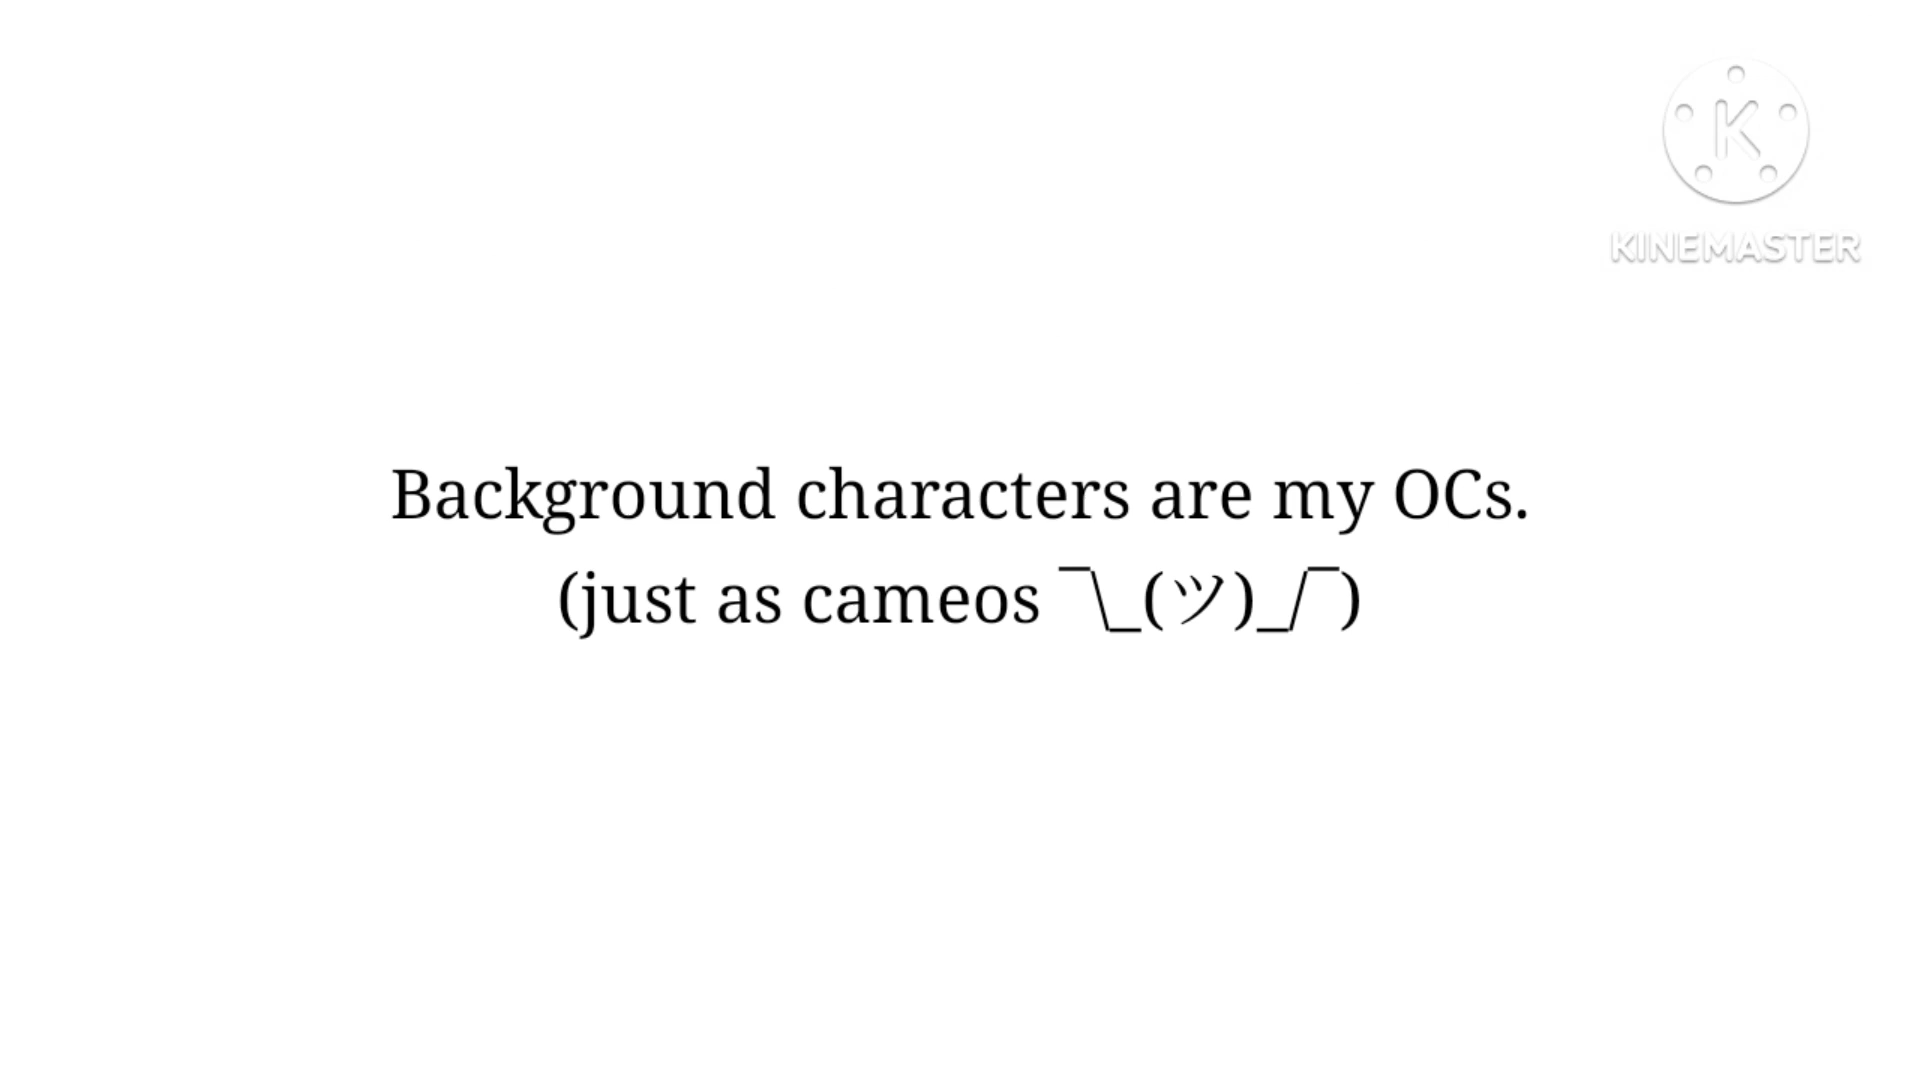 K
KINEMASTER
Background characters are my OCs.
(just as cameos ¯\_(ツ)_/¯)